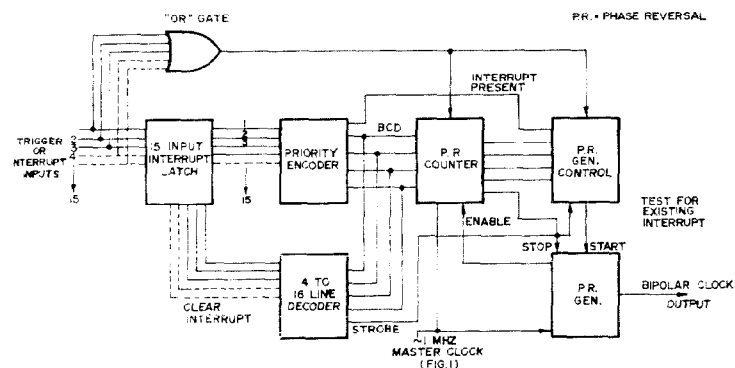 "OR" GATE
P.R. = PHASE REVERSAL
INTERRUPT
PRESENT
TRIGGER
OR
INTERRUPT
INPUTS
2
3
4
15
15 INPUT
INTERRUPT
LATCH
1
2
3
15
PRIORITY
ENCODER
BCD
P.R
COUNTER
P.R.
GEN.
CONTROL
TEST FOR
EXISTING
INTERRUPT
ENABLE
STOP
START
CLEAR
INTERRUPT
4 TO
16 LINE
DECODER
STROBE
P.R.
GEN.
BIPOLAR CLOCK
OUTPUT
~1 MHZ
MASTER CLOCK
(FIG.1)